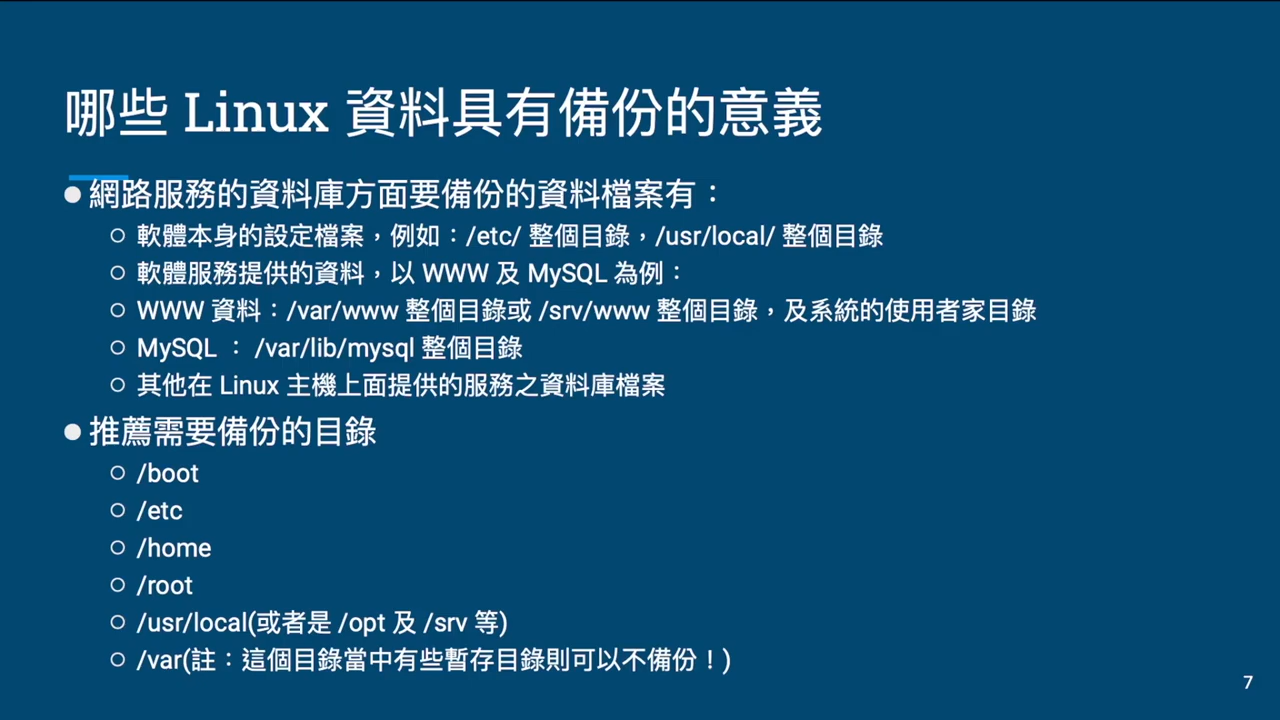 哪些 Linux 資料具有備份的意義
● 網路服務的資料庫方面要備份的資料檔案有：
○ 軟體本身的設定檔案，例如：/etc/ 整個目錄，/usr/local/ 整個目錄
○ 軟體服務提供的資料，以 WWW 及 MySQL 為例：
○ WWW 資料：/var/www 整個目錄或 /srv/www 整個目錄，及系統的使用者家目錄
○ MySQL ： /var/lib/mysql 整個目錄
○ 其他在 Linux 主機上面提供的服務之資料庫檔案
● 推薦需要備份的目錄
○ /boot
○ /etc
○ /home
○ /root
○ /usr/local(或者是 /opt 及 /srv 等)
○ /var(註：這個目錄當中有些暫存目錄則可以不備份！)
7